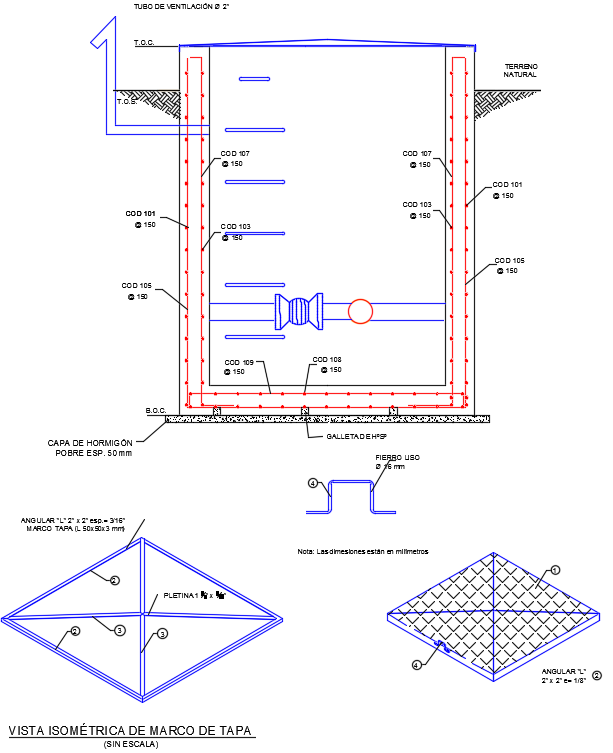 TUBO DE VENTILACIÓN Ø 2"
T.O.C.
TERRENO
NATURAL
T.O.S.
COD 107
@ 150
COD 107
@ 150
COD 101
@ 150
COD 101
@ 150
COD 103
@ 150
COD 103
@ 150
COD 105
@ 150
COD 105
@ 150
COD 109
@ 150
COD 108
@ 150
B.O.C.
CAPA DE HORMIGÓN
POBRE ESP. 50 mm
GALLETA DE HºSº
FIERRO LISO
Ø 16 mm
4
ANGULAR "L" 2" x 2" esp.= 3/16"
MARCO TAPA (L 50x50x3 mm)
Nota: Las dimesiones están en milímetros
2
1
PLETINA 1
2
3
3
4
ANGULAR "L"
2" x 2" e= 1/8"
2
VISTA ISOMÉTRICA DE MARCO DE TAPA
(SIN ESCALA)